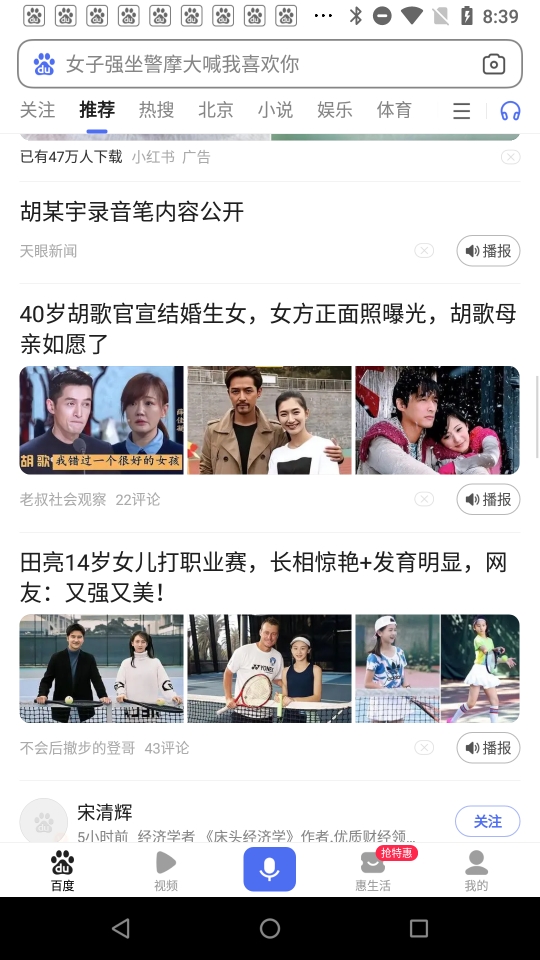 8:39
du 女子强坐警摩大喊我喜欢你
关注 推荐 热搜 北京 小说 娱乐 体育
已有47万人下载 小红书 广告
胡某宇录音笔内容公开
天眼新闻 播报
40岁胡歌官宣结婚生女，女方正面照曝光，胡歌母
亲如愿了
胡歌 我错过一个很好的女孩
老叔社会观察 22评论 播报
田亮14岁女儿打职业赛，长相惊艳+发育明显，网
友：又强又美！
YONEX
不会后撤步的登哥 43评论 播报
宋清辉
关注
5小时前 经济学者 《床头经济学》作者,优质财经领...
抢特惠
du
百度 视频 惠生活 我的